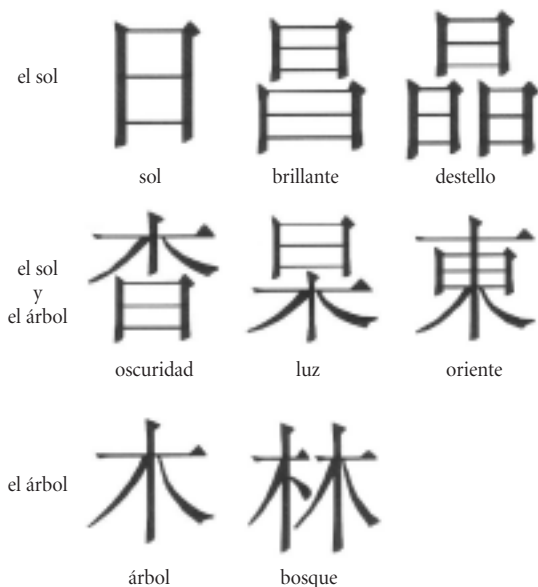 el sol
日 昌 晶
sol brillante destello
el sol
y
el árbol
杳 杲 東
oscuridad luz oriente
el árbol
木 林
árbol bosque